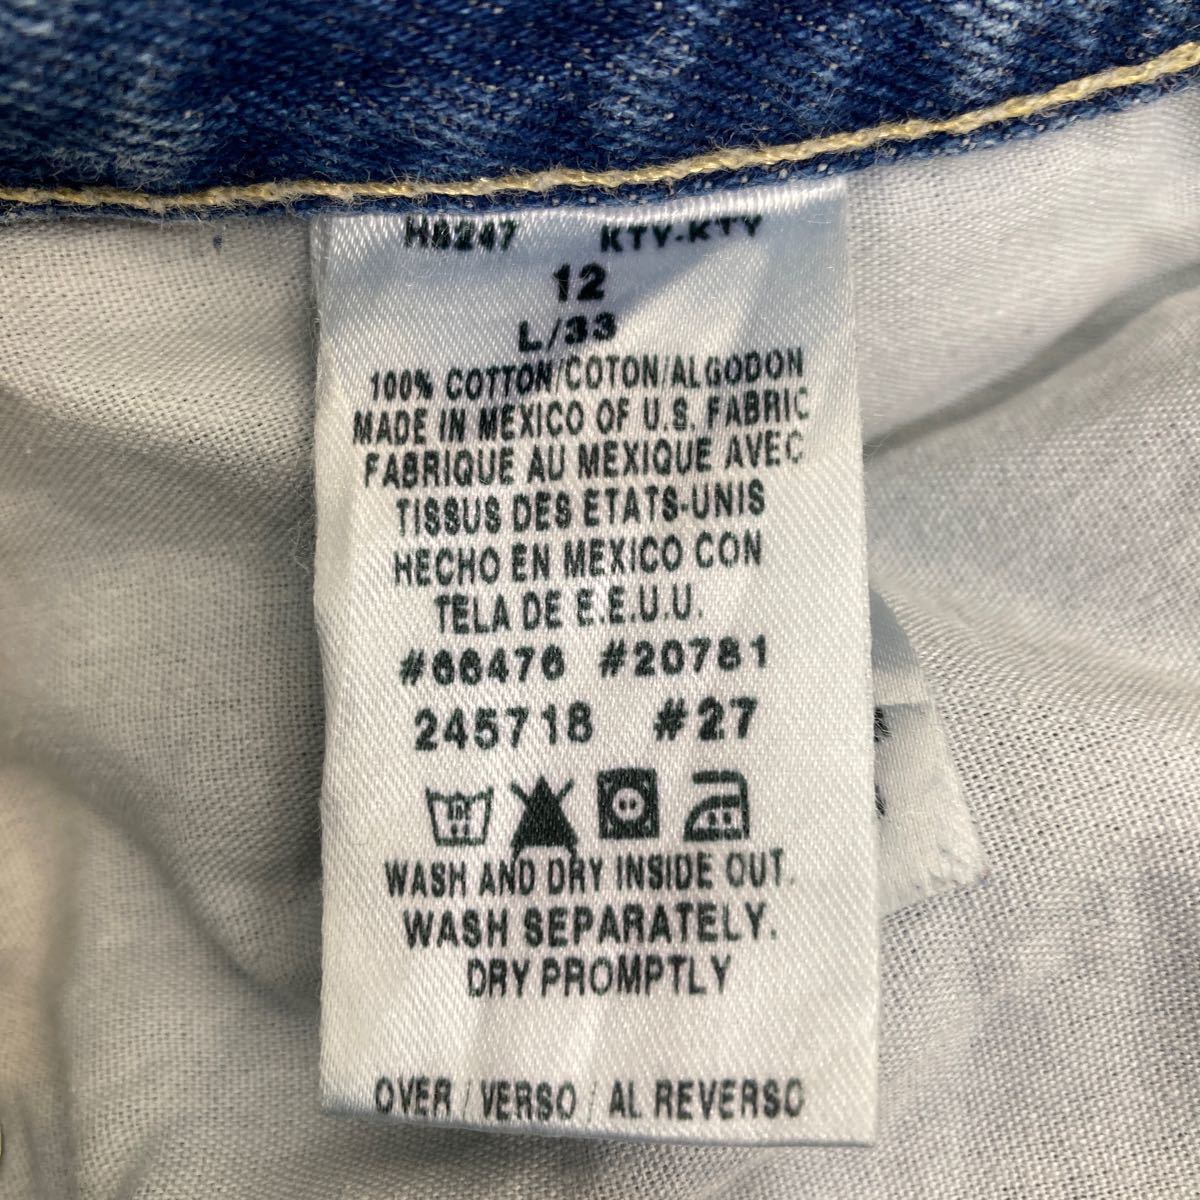 H8247 KTY-KTY
12
L/33
100% COTTON/COTON/ALGODON
MADE IN MEXICO OF U.S. FABRIC
FABRIQUE AU MEXIQUE AVEC
TISSUS DES ETATS-UNIS
HECHO EN MEXICO CON
TELA DE E.E.U.U.
#66476 #20781
245718 #27
WASH AND DRY INSIDE OUT.
WASH SEPARATELY.
DRY PROMPTLY
OVER / VERSO / AL REVERSO